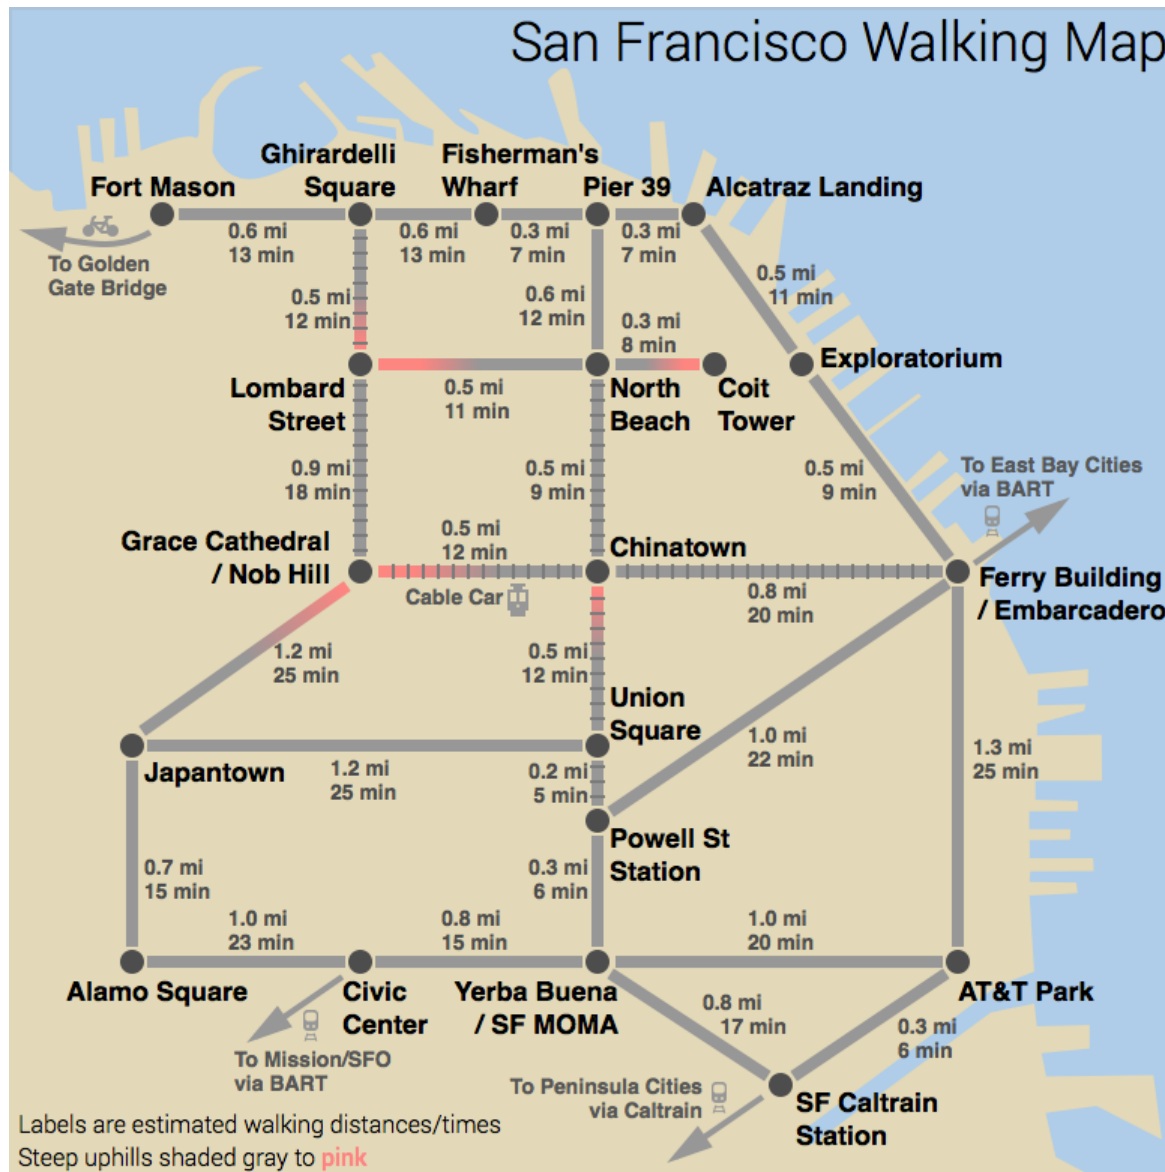 San Francisco Walking Map
Ghirardelli
Square
Fisherman's
Wharf
Fort Mason
Pier 39
Alcatraz Landing
0.6 mi
13 min
0.6 mi
13 min
0.3 mi
7 min
0.3 mi
7 min
To Golden
Gate Bridge
0.5 mi
12 min
0.6 mi
12 min
0.5 mi
11 min
0.3 mi
8 min
Exploratorium
Lombard
Street
0.5 mi
11 min
North
Beach
Coit
Tower
0.9 mi
18 min
0.5 mi
9 min
0.5 mi
9 min
To East Bay Cities
via BART
Grace Cathedral
/ Nob Hill
0.5 mi
12 min
Cable Car
Chinatown
0.8 mi
20 min
Ferry Building
/ Embarcadero
1.2 mi
25 min
0.5 mi
12 min
Union
Square
1.0 mi
22 min
1.3 mi
25 min
Japantown
1.2 mi
25 min
0.2 mi
5 min
Powell St
Station
0.7 mi
15 min
0.3 mi
6 min
1.0 mi
23 min
0.8 mi
15 min
1.0 mi
20 min
Alamo Square
Civic
Center
Yerba Buena
/ SF MOMA
AT&T Park
0.8 mi
17 min
0.3 mi
6 min
To Mission/SFO
via BART
To Peninsula Cities
via Caltrain
SF Caltrain
Station
Labels are estimated walking distances/times
Steep uphills shaded gray to pink